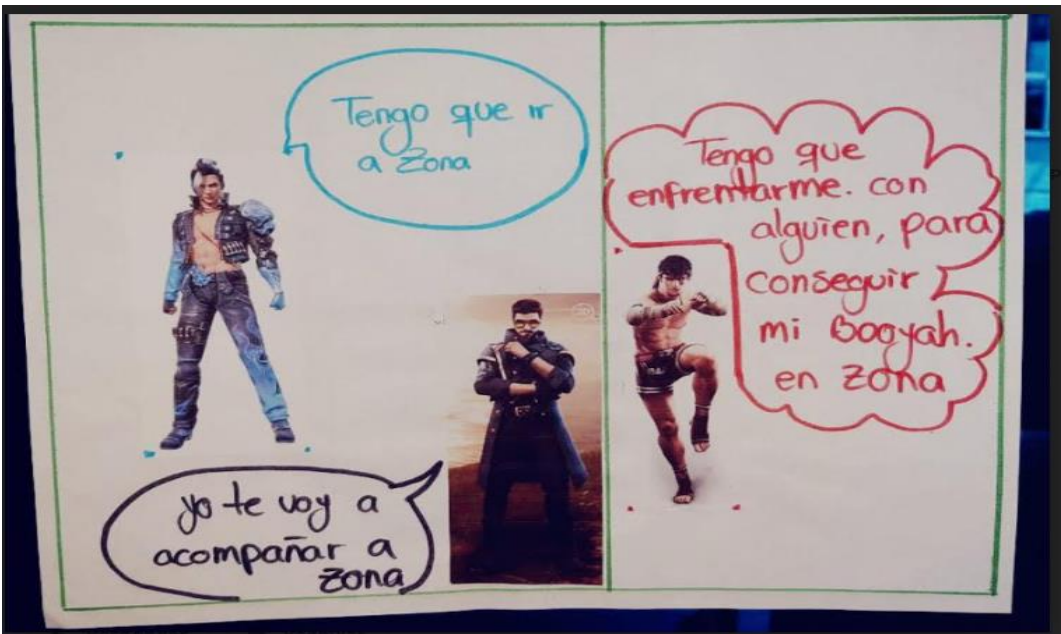 Tengo que ir
a Zona
yo te voy a
acompañar a
zona
Tengo que
enfrentarme. con
alguien, para
conseguir
mi Booyah.
en zona